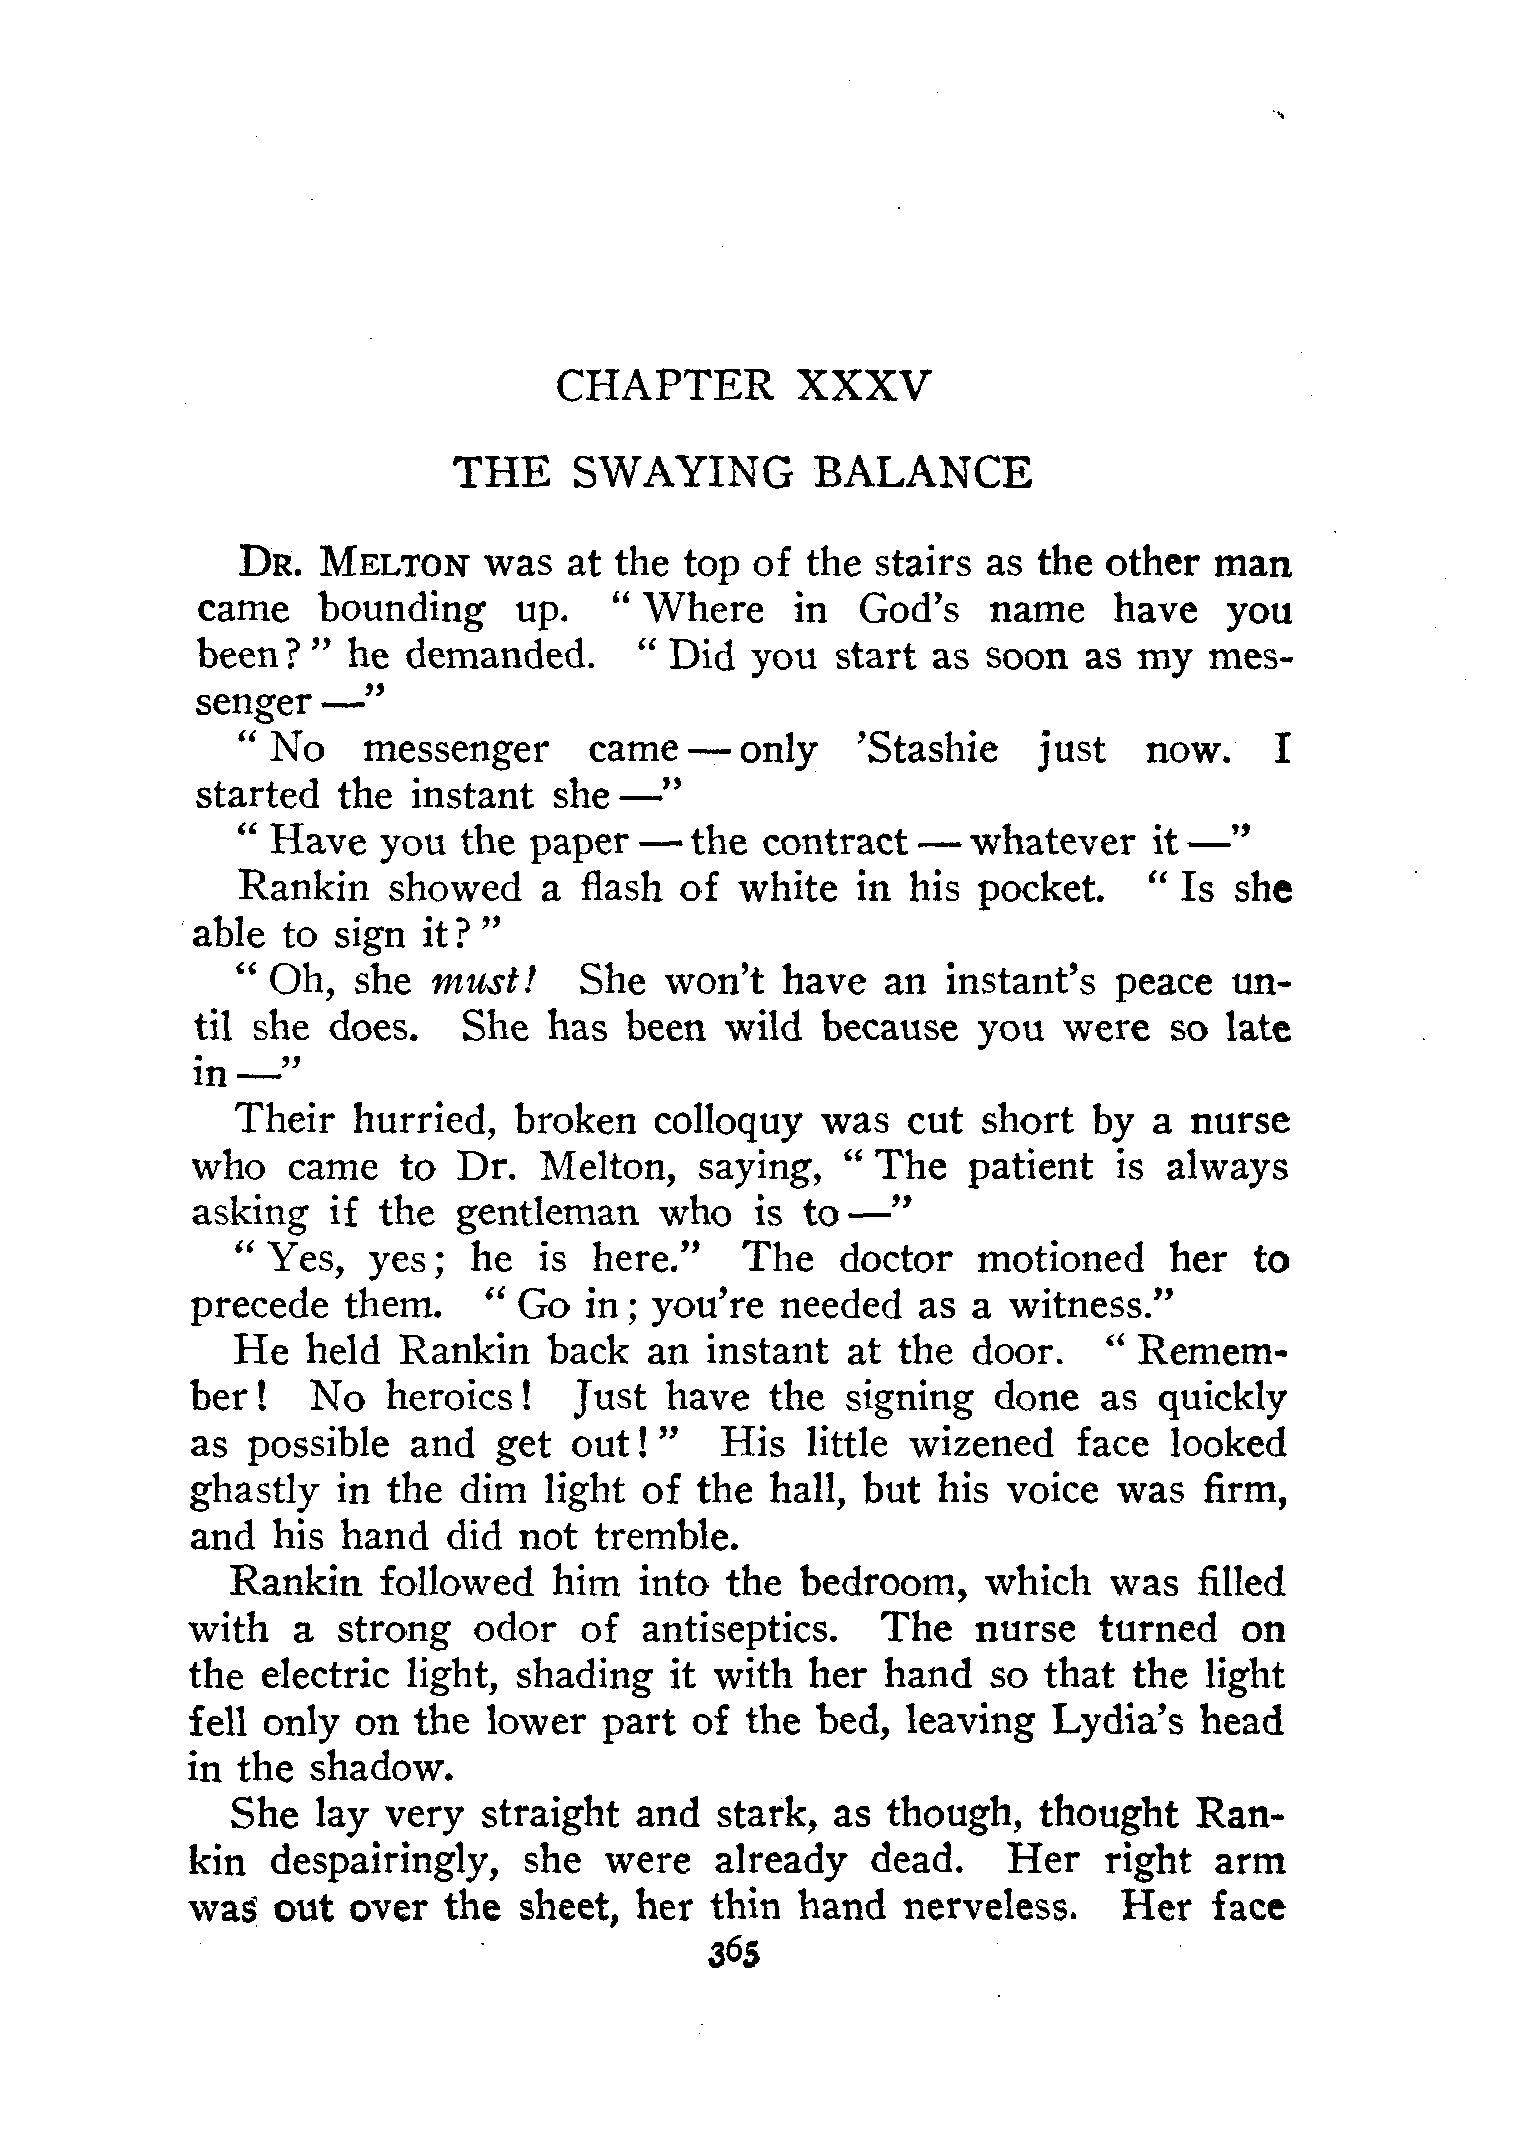 CHAPTER XXXV
THE SWAYING BALANCE
DR. MELTON was at the top of the stairs as the other man
came bounding up. " Where in God's name have you
been? " he demanded. " Did you start as soon as my mes-
senger —"
" No messenger came — only 'Stashie just now. I
started the instant she —"
" Have you the paper — the contract — whatever it —"
Rankin showed a flash of white in his pocket. " Is she
able to sign it? "
" Oh, she must! She won't have an instant's peace un-
til she does. She has been wild because you were so late
in —"
Their hurried, broken colloquy was cut short by a nurse
who came to Dr. Melton, saying, " The patient is always
asking if the gentleman who is to —"
" Yes, yes; he is here." The doctor motioned her to
precede them. " Go in; you're needed as a witness."
He held Rankin back an instant at the door. " Remem-
ber! No heroics! Just have the signing done as quickly
as possible and get out! " His little wizened face looked
ghastly in the dim light of the hall, but his voice was firm,
and his hand did not tremble.
Rankin followed him into the bedroom, which was filled
with a strong odor of antiseptics. The nurse turned on
the electric light, shading it with her hand so that the light
fell only on the lower part of the bed, leaving Lydia's head
in the shadow.
She lay very straight and stark, as though, thought Ran-
kin despairingly, she were already dead. Her right arm
was out over the sheet, her thin hand nerveless. Her face
365